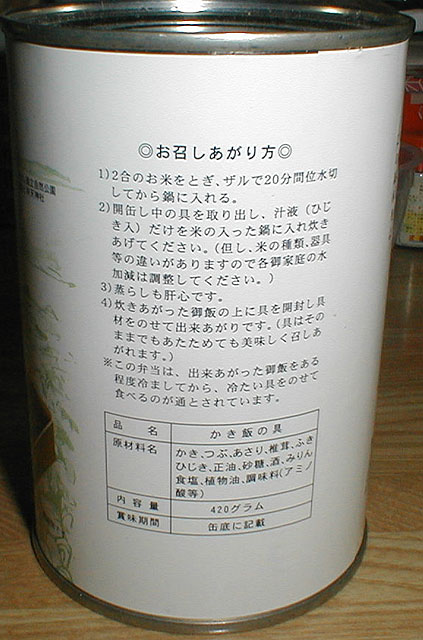 国立自然公園
神社
◎お召しあがり方◎
1)2合のお米をとぎ、ザルで20分間位水切
してから鍋に入れる。
2)開缶し中の具を取り出し、汁液（ひじ
き入）だけを米の入った鍋に入れ炊き
あげてください。（但し、米の種類、器具
等の違いがありますので各御家庭の水
加減は調整してください。）
3)蒸らしも肝心です。
4)炊きあがった御飯の上に具を開封し具
材をのせて出来あがりです。（具はその
ままでもあたためても美味しく召しあ
がれます。）
※この弁当は、出来あがった御飯をある
程度冷ましてから、冷たい具をのせて
食べるのが通とされています。
品名 かき飯の具
原材料名 かき、つぶ、あさり、椎茸、ふき
ひじき、正油、砂糖、酒、みりん
食塩、植物油、調味料（アミノ
酸等）
内容量 420グラム
賞味期間 缶底に記載